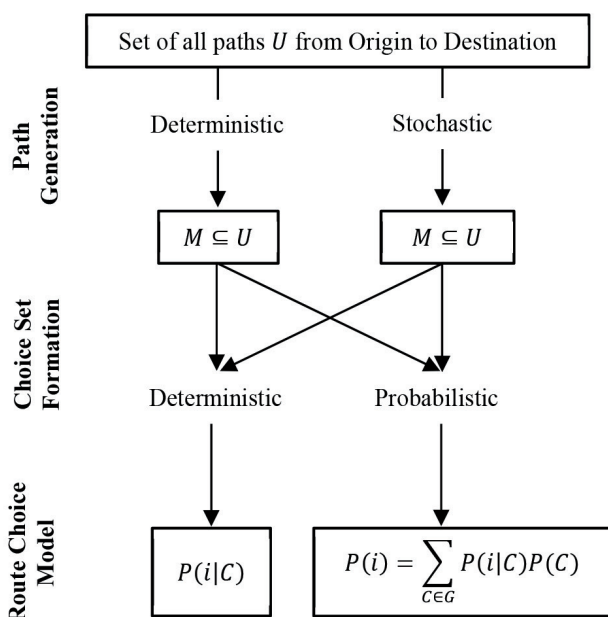 Set of all paths U from Origin to Destination
Path
Generation
Deterministic
Stochastic
M ⊆ U
M ⊆ U
Choice Set
Formation
Deterministic
Probabilistic
Route Choice
Model
P(i|C)
P(i) = ∑ P(i|C)P(C)
C∈G